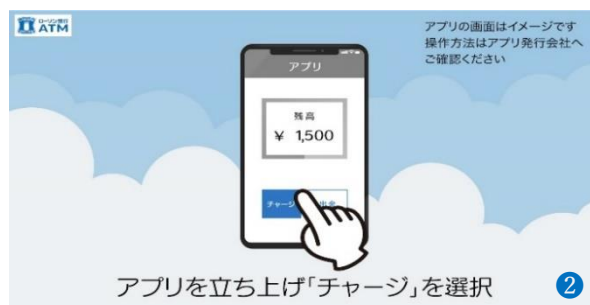 ローソン銀行
ATM
アプリの画面はイメージです
操作方法はアプリ発行会社へ
ご確認ください
アプリ
残高
¥ 1,500
チャージ
アプリを立ち上げ「チャージ」を選択
2